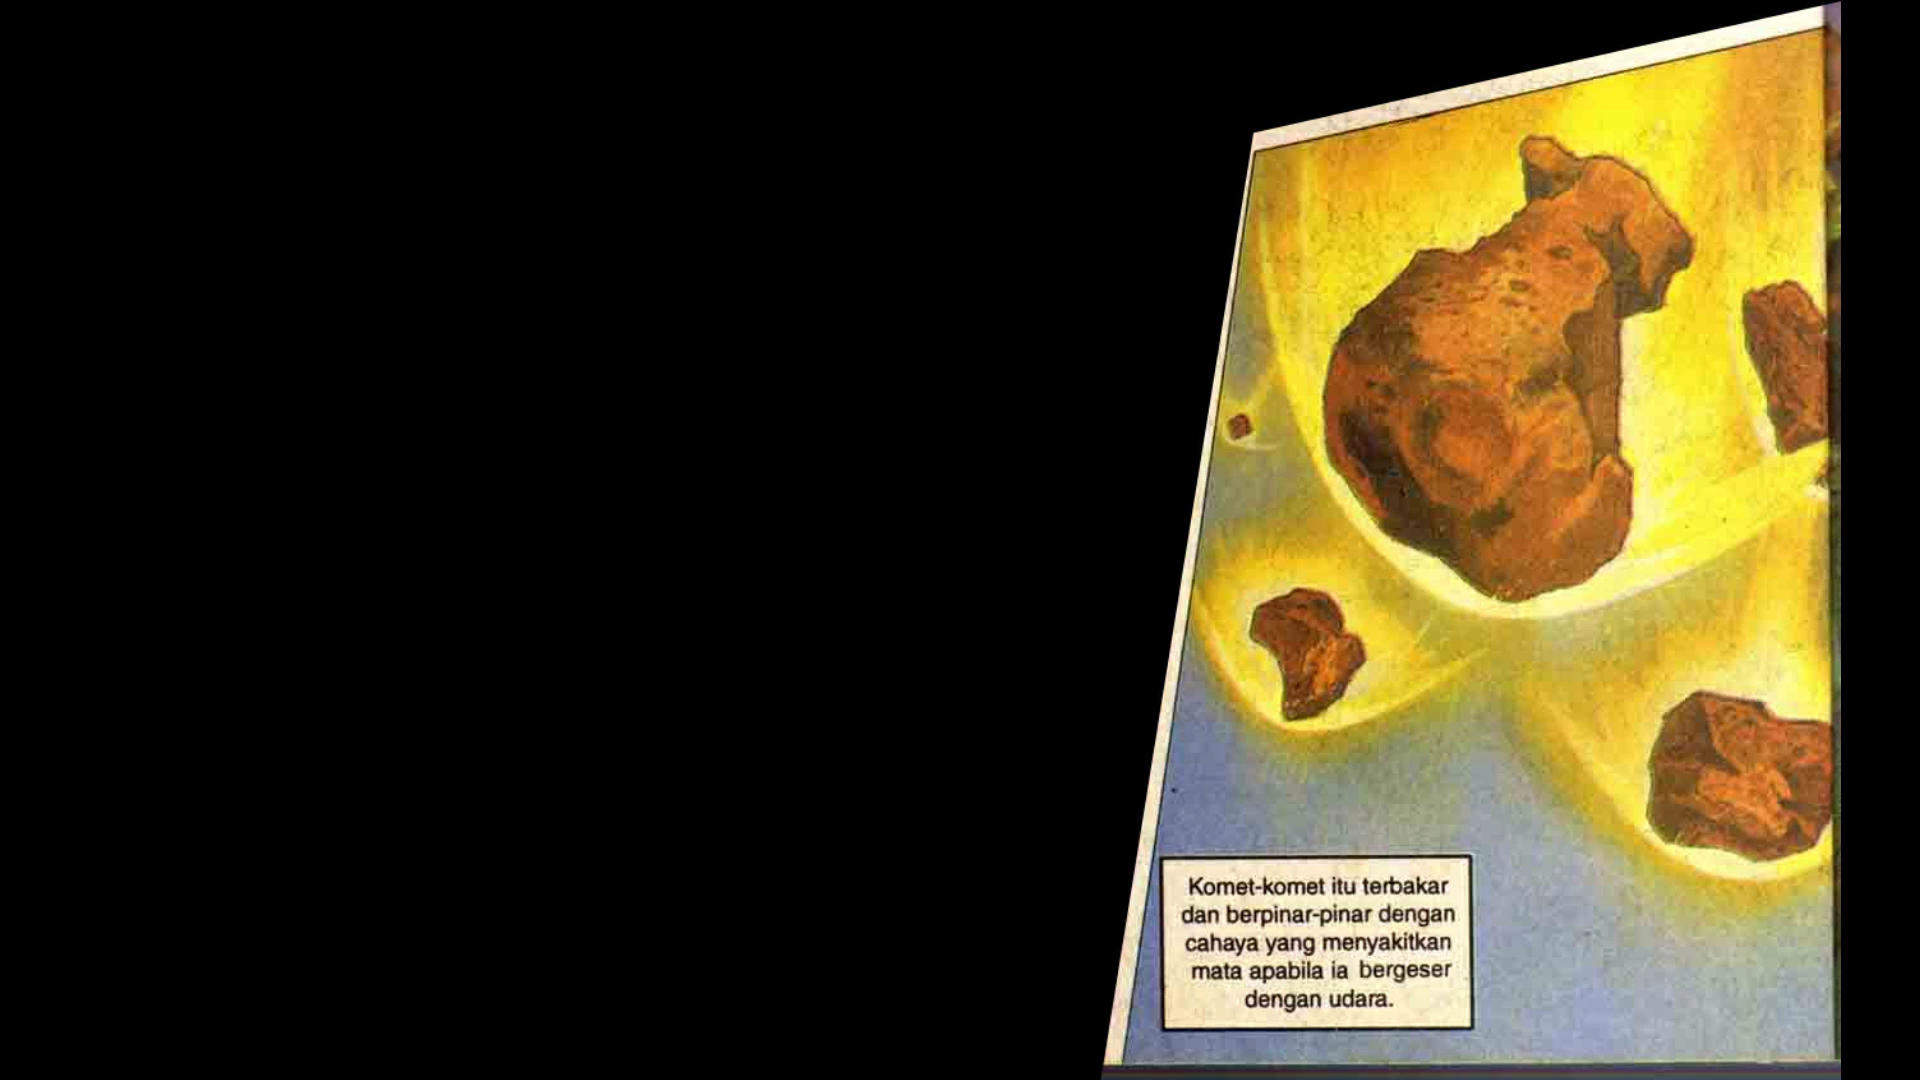 Komet-komet itu terbakar
dan berpinar-pinar dengan
cahaya yang menyakitkan
mata apabila ia bergeser
dengan udara.